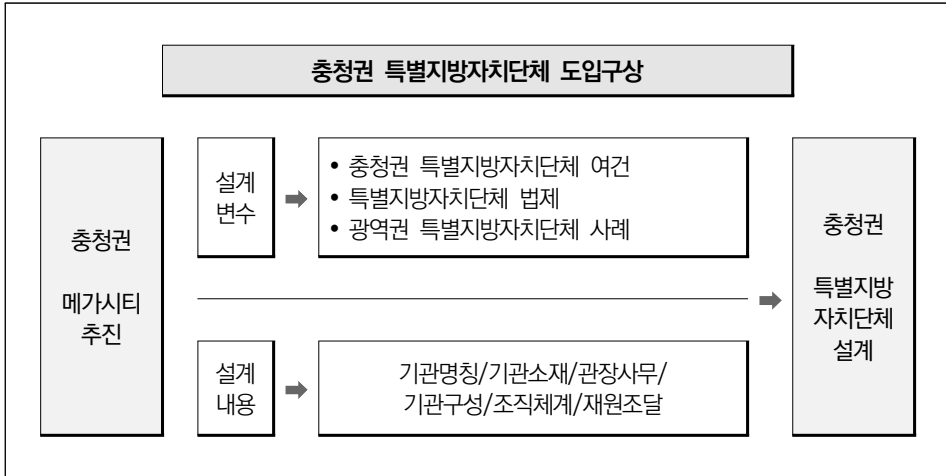 충청권 특별지방자치단체 도입구상
충청권
메가시티
추진
설계
변수
• 충청권 특별지방자치단체 여건
• 특별지방자치단체 법제
• 광역권 특별지방자치단체 사례
설계
내용
기관명칭/기관소재/관장사무/
기관구성/조직체계/재원조달
충청권
특별지방
자치단체
설계